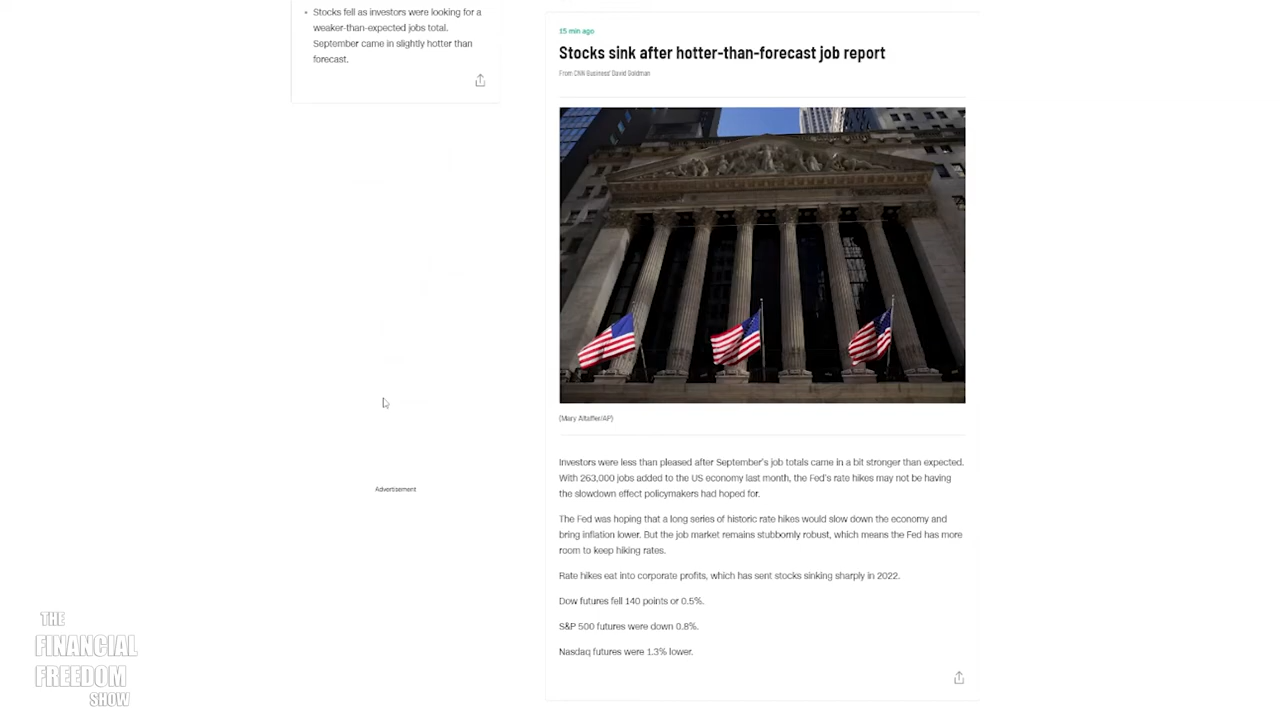 Stocks fell as investors were looking for a
weaker-than-expected jobs total.
September came in slightly hotter than
forecast.
15 min ago
Stocks sink after hotter-than-forecast job report
From CNN Business' David Goldman
(Mary Altaffer/AP)
Investors were less than pleased after September's job totals came in a bit stronger than expected.
With 263,000 jobs added to the US economy last month, the Fed's rate hikes may not be having
the slowdown effect policymakers had hoped for.
The Fed was hoping that a long series of historic rate hikes would slow down the economy and
bring inflation lower. But the job market remains stubbornly robust, which means the Fed has more
room to keep hiking rates.
Rate hikes eat into corporate profits, which has sent stocks sinking sharply in 2022.
Dow futures fell 140 points or 0.5%.
S&P 500 futures were down 0.8%.
Nasdaq futures were 1.3% lower.
Advertisement
THE
FINANCIAL
FREEDOM
SHOW